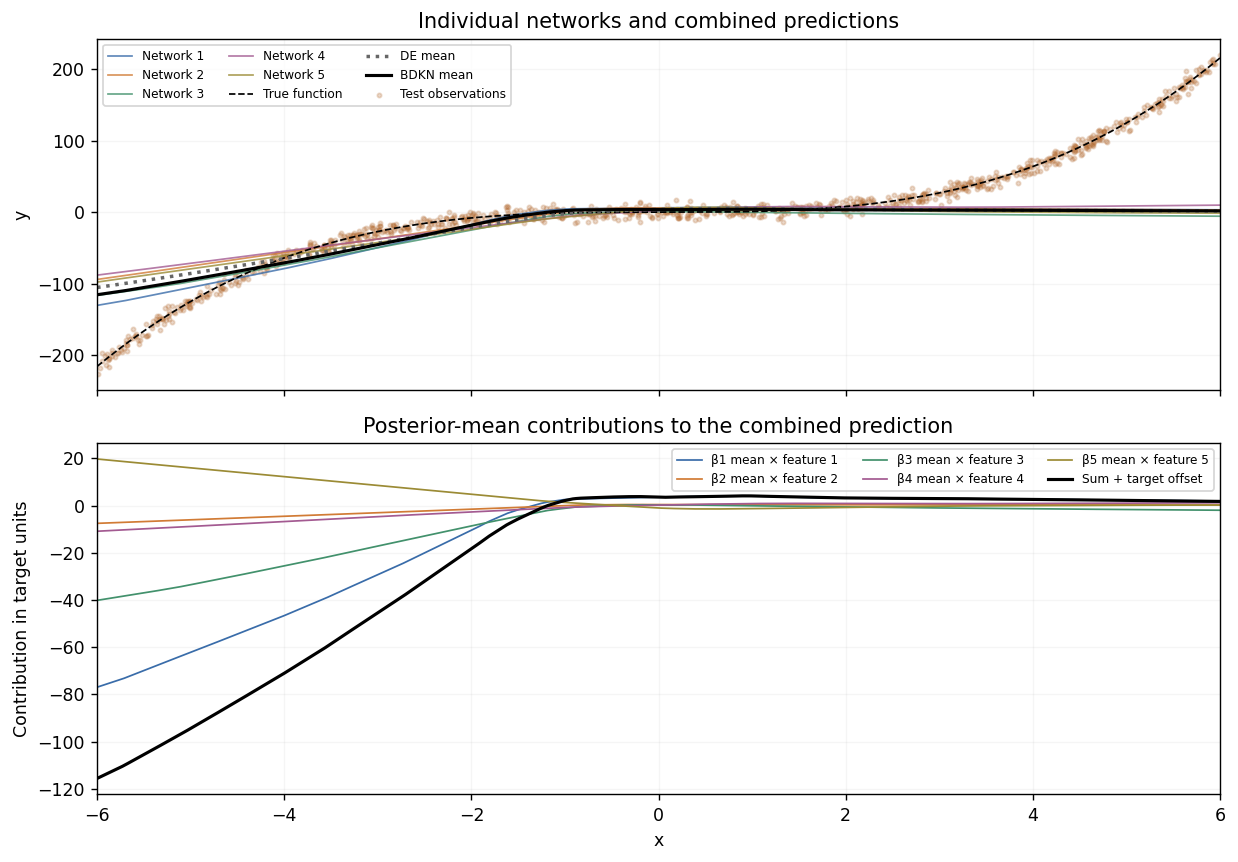 Individual networks and combined predictions
Network 1 Network 4 DE mean
Network 2 Network 5 BDKN mean
Network 3 True function Test observations
200
100
0
−100
−200
y
Posterior-mean contributions to the combined prediction
β1 mean × feature 1 β3 mean × feature 3 β5 mean × feature 5
β2 mean × feature 2 β4 mean × feature 4 Sum + target offset
20
0
−20
−40
−60
−80
−100
−120
Contribution in target units
−6 −4 −2 0 2 4 6
x